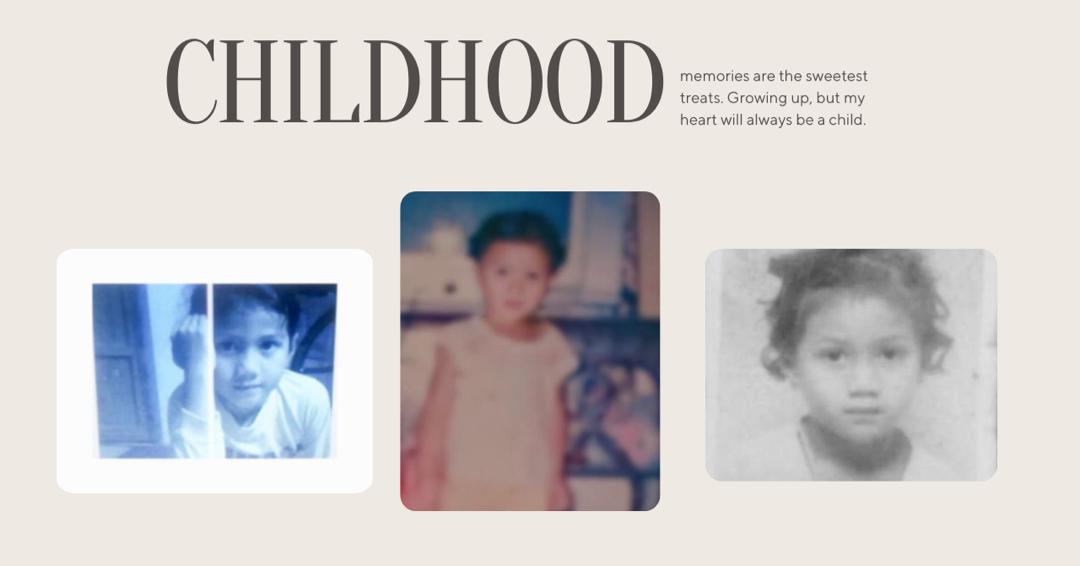 CHILDHOOD
memories are the sweetest
treats. Growing up, but my
heart will always be a child.